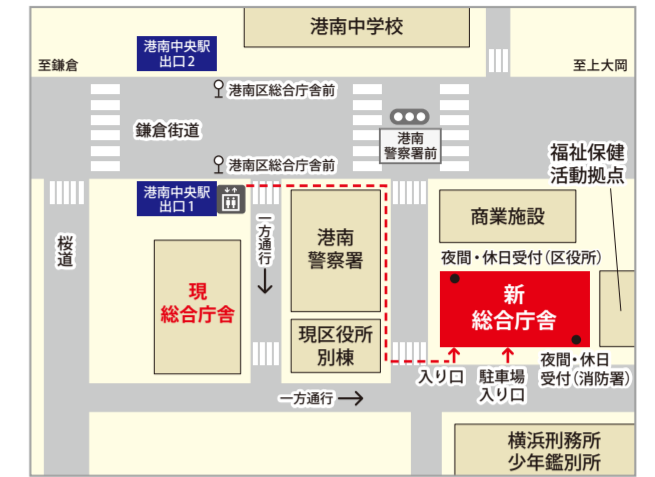 港南中学校
港南中央駅
出口2
至鎌倉
至上大岡
港南区総合庁舎前
鎌倉街道
港南
警察署前
港南区総合庁舎前
福祉保健
活動拠点
港南中央駅
出口1
桜道
一方通行
港南
警察署
商業施設
夜間・休日受付(区役所)
現
総合庁舎
新
総合庁舎
現区役所
別棟
入り口
駐車場
入り口
夜間・休日
受付(消防署)
一方通行
横浜刑務所
少年鑑別所